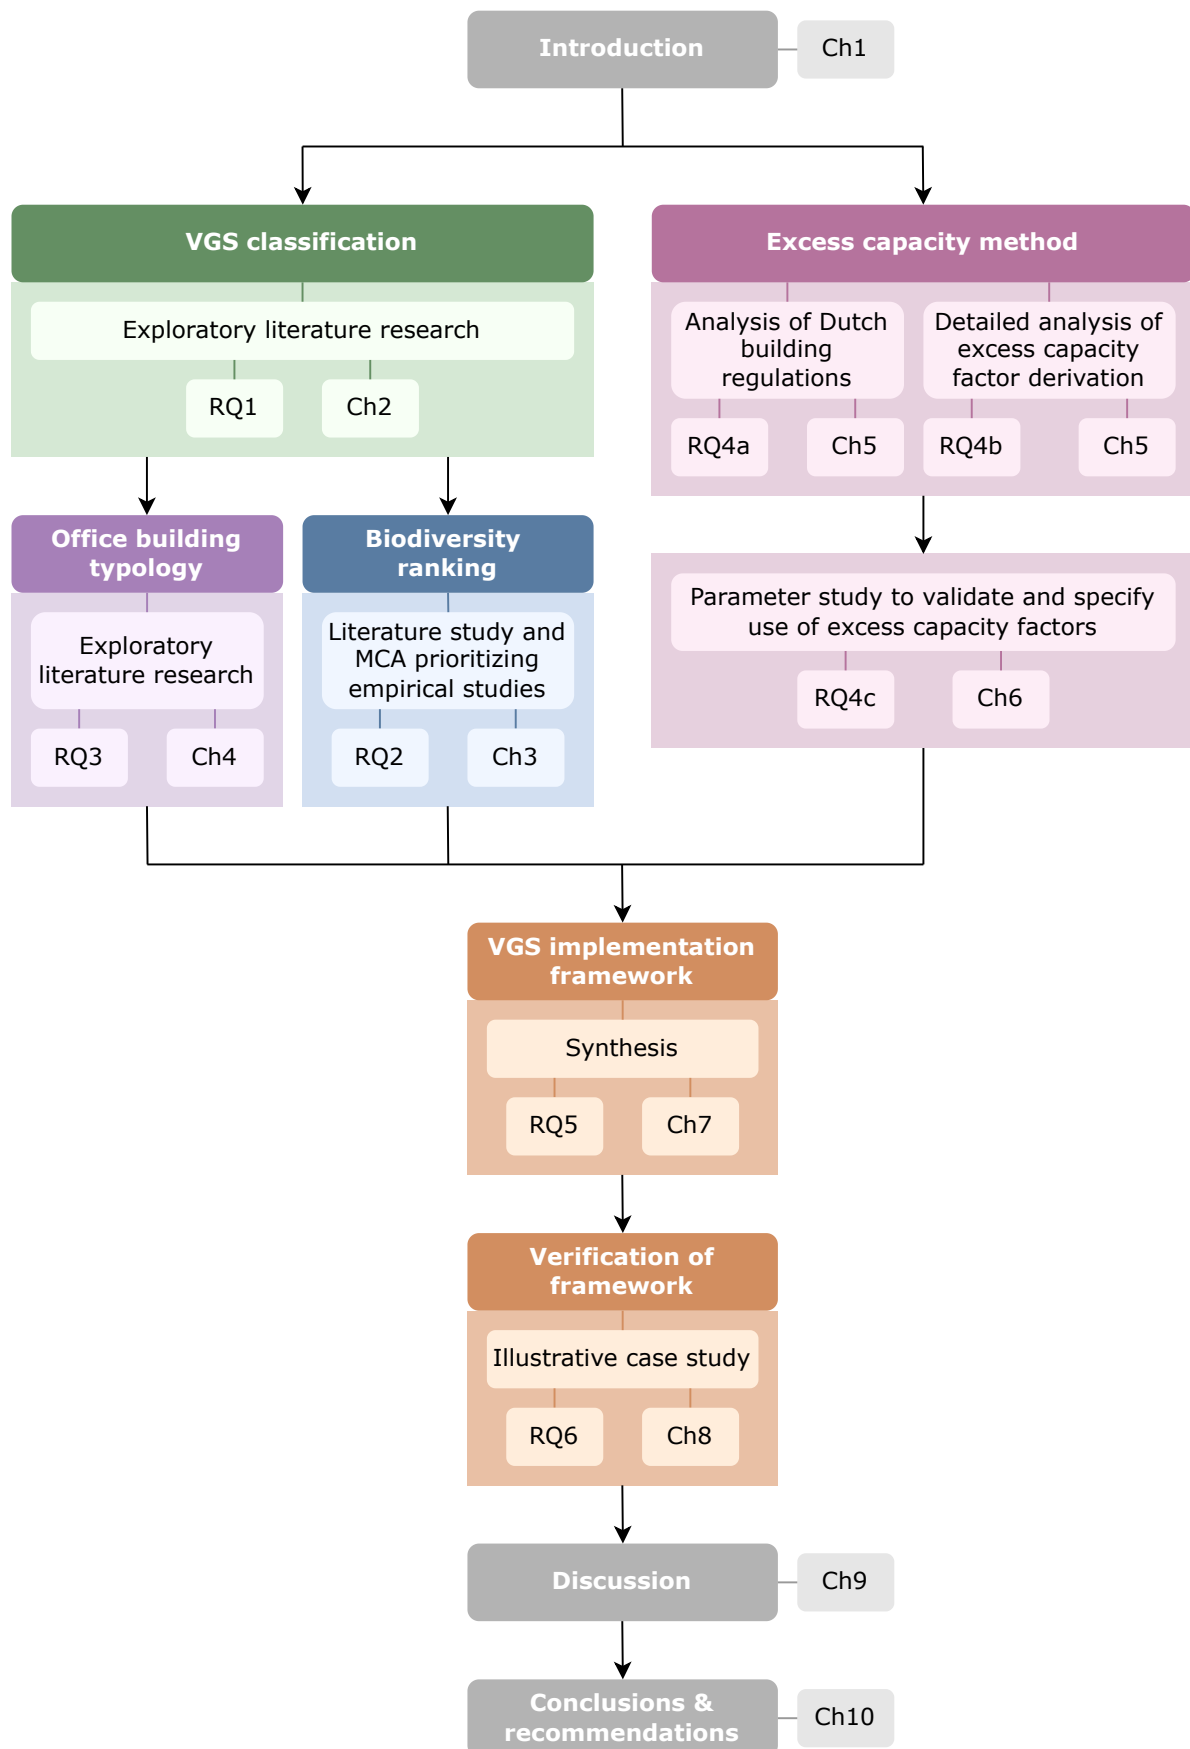 Introduction
Ch1
VGS classification
Exploratory literature research
RQ1
Ch2
Excess capacity method
Analysis of Dutch
building
regulations
RQ4a
Ch5
Detailed analysis of
excess capacity
factor derivation
RQ4b
Ch5
Office building
typology
Exploratory
literature research
RQ3
Ch4
Biodiversity
ranking
Literature study and
MCA prioritizing
empirical studies
RQ2
Ch3
Parameter study to validate and specify
use of excess capacity factors
RQ4c
Ch6
VGS implementation
framework
Synthesis
RQ5
Ch7
Verification of
framework
Illustrative case study
RQ6
Ch8
Discussion
Ch9
Conclusions &
recommendations
Ch10